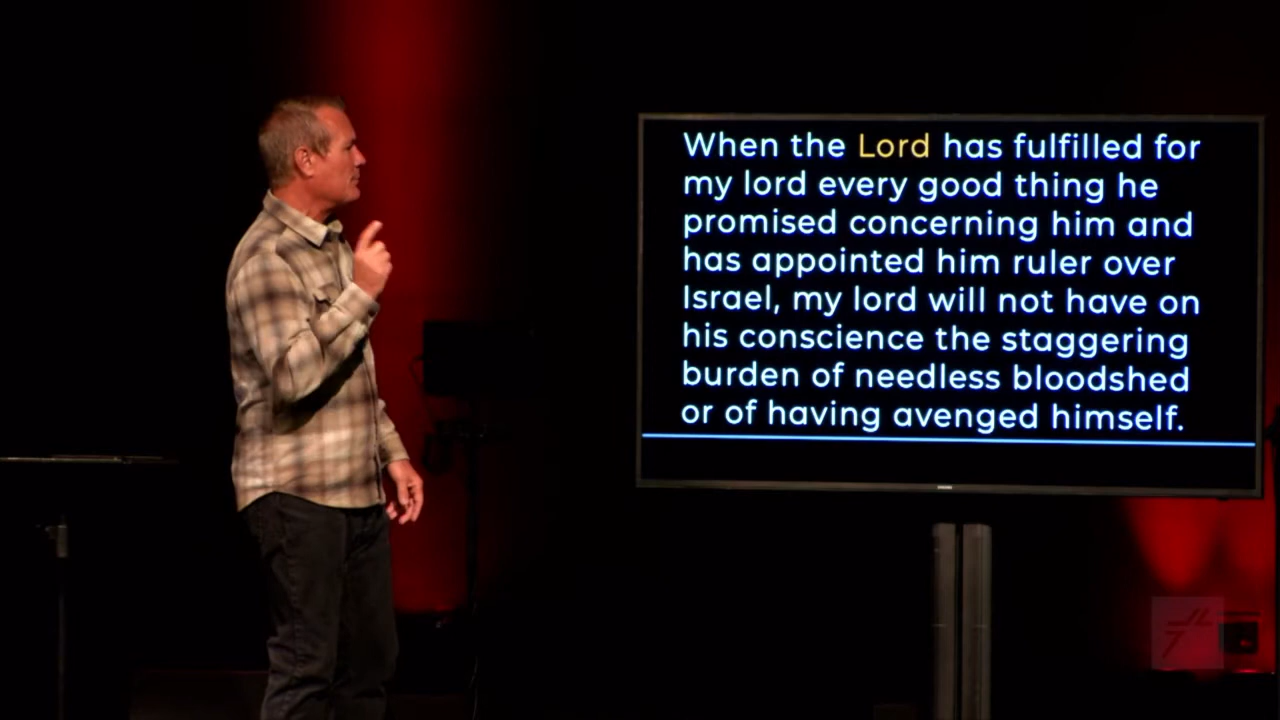 When the Lord has fulfilled for
my lord every good thing he
promised concerning him and
has appointed him ruler over
Israel, my lord will not have on
his conscience the staggering
burden of needless bloodshed
or of having avenged himself.